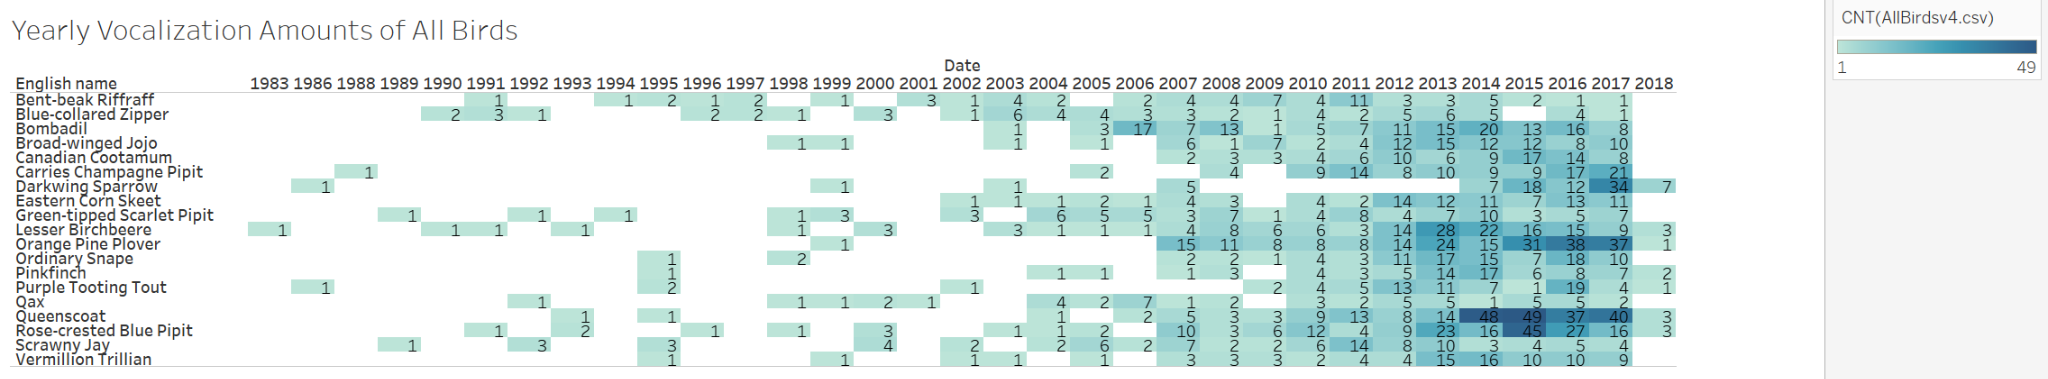 Yearly Vocalization Amounts of All Birds
CNT(AllBirdsv4.csv)
1 49
Date
English name 1983 1986 1988 1989 1990 1991 1992 1993 1994 1995 1996 1997 1998 1999 2000 2001 2002 2003 2004 2005 2006 2007 2008 2009 2010 2011 2012 2013 2014 2015 2016 2017 2018
Bent-beak Riffraff 1 1 2 1 2 1 3 1 4 2 2 4 4 7 4 11 3 3 5 2 1 1
Blue-collared Zipper 2 3 1 2 2 1 3 1 6 4 4 3 3 2 1 4 2 5 6 5 4 1
Bombadil 1 3 17 7 13 1 5 7 11 15 20 13 16 8
Broad-winged Jojo 1 1 1 1 6 1 7 2 4 12 15 12 12 8 10
Canadian Cootamum 2 3 3 4 6 10 6 9 17 14 8
Carries Champagne Pipit 1 2 4 9 14 8 10 9 9 17 21
Darkwing Sparrow 1 1 1 5 7 18 12 34 7
Eastern Corn Skeet 1 1 1 2 1 4 3 4 2 14 12 11 7 13 11
Green-tipped Scarlet Pipit 1 1 1 1 3 3 6 5 5 3 7 1 4 8 4 7 10 3 5 7
Lesser Birchbeere 1 1 1 1 1 3 3 1 1 1 4 8 6 6 3 14 28 22 16 15 9 3
Orange Pine Plover 1 15 11 8 8 8 14 24 15 31 38 37 1
Ordinary Snape 1 2 2 2 1 4 3 11 17 15 7 18 10
Pinkfinch 1 1 1 1 3 4 3 5 14 17 6 8 7 2
Purple Tooting Tout 1 2 1 2 4 5 13 11 7 1 19 4 1
Qax 1 1 1 2 1 4 2 7 1 2 3 2 5 5 1 5 5 2
Queenscoat 1 1 1 2 5 3 3 9 13 8 14 48 49 37 40 3
Rose-crested Blue Pipit 1 2 1 1 3 1 1 2 10 3 6 12 4 9 23 16 45 27 16 3
Scrawny Jay 1 3 3 4 2 2 6 2 7 2 2 6 14 8 10 3 4 5 4
Vermillion Trillian 1 1 1 1 1 3 3 3 2 4 4 15 16 10 10 9